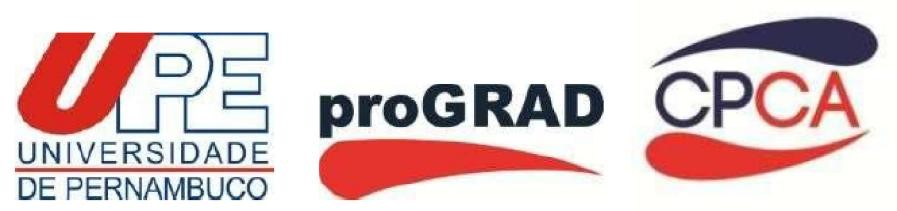 UPE
UNIVERSIDADE
DE PERNAMBUCO
proGRAD
CPCA